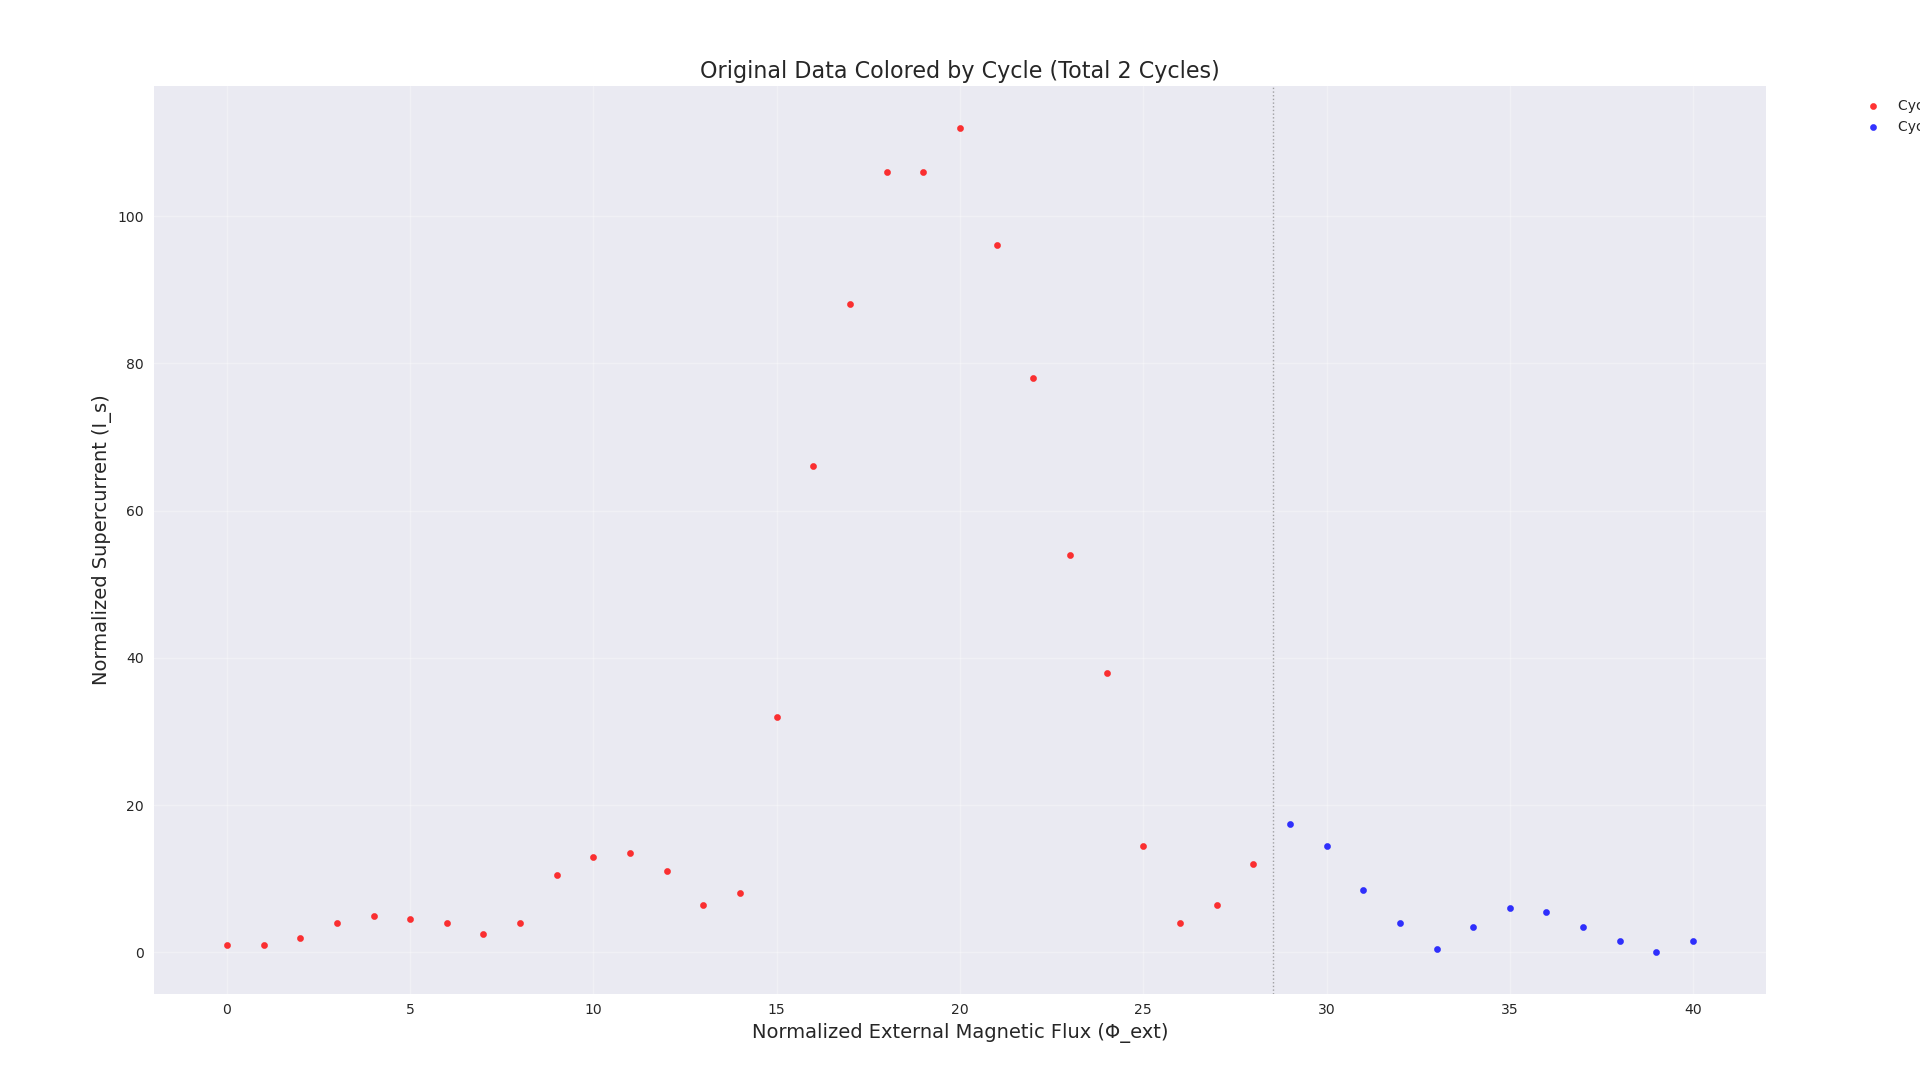 Original Data Colored by Cycle (Total 2 Cycles)
Cyc
Cyc
100
80
60
40
20
0
Normalized Supercurrent (I_s)
0 5 10 15 20 25 30 35 40
Normalized External Magnetic Flux (Φ_ext)